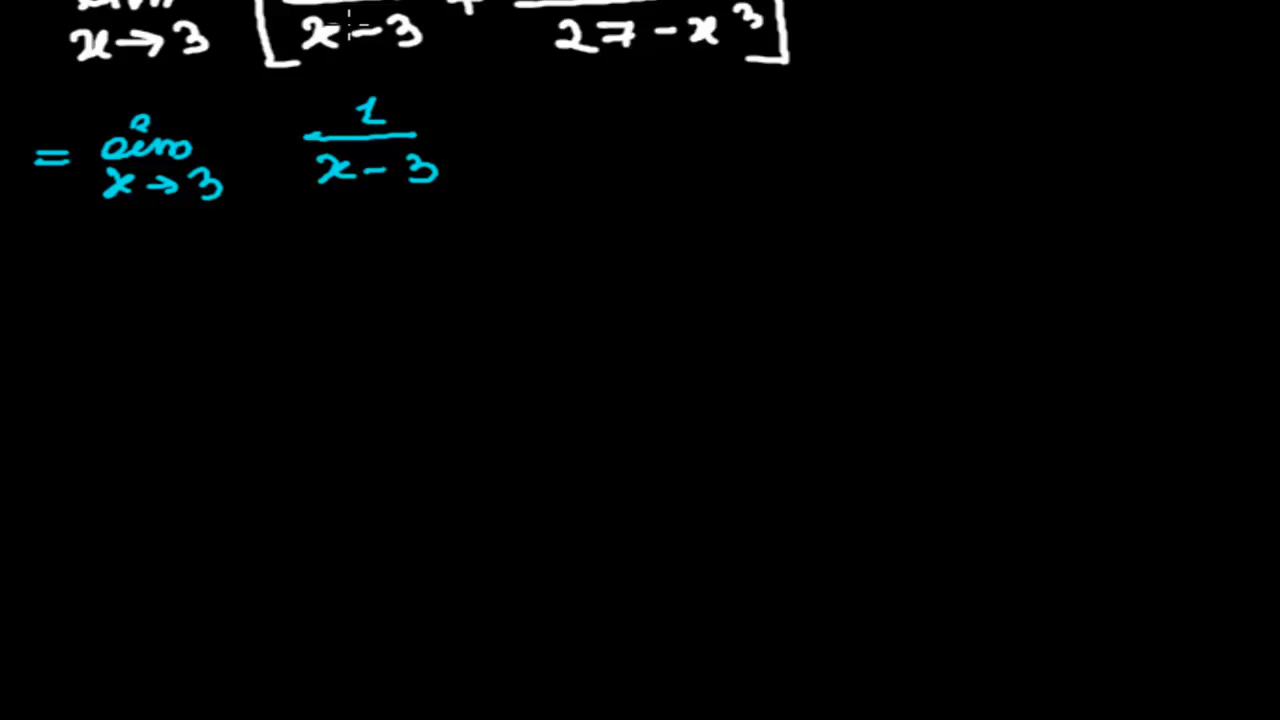 x→3 [ x-3 + 27-x³ ]
1
= lim
x→3 x-3